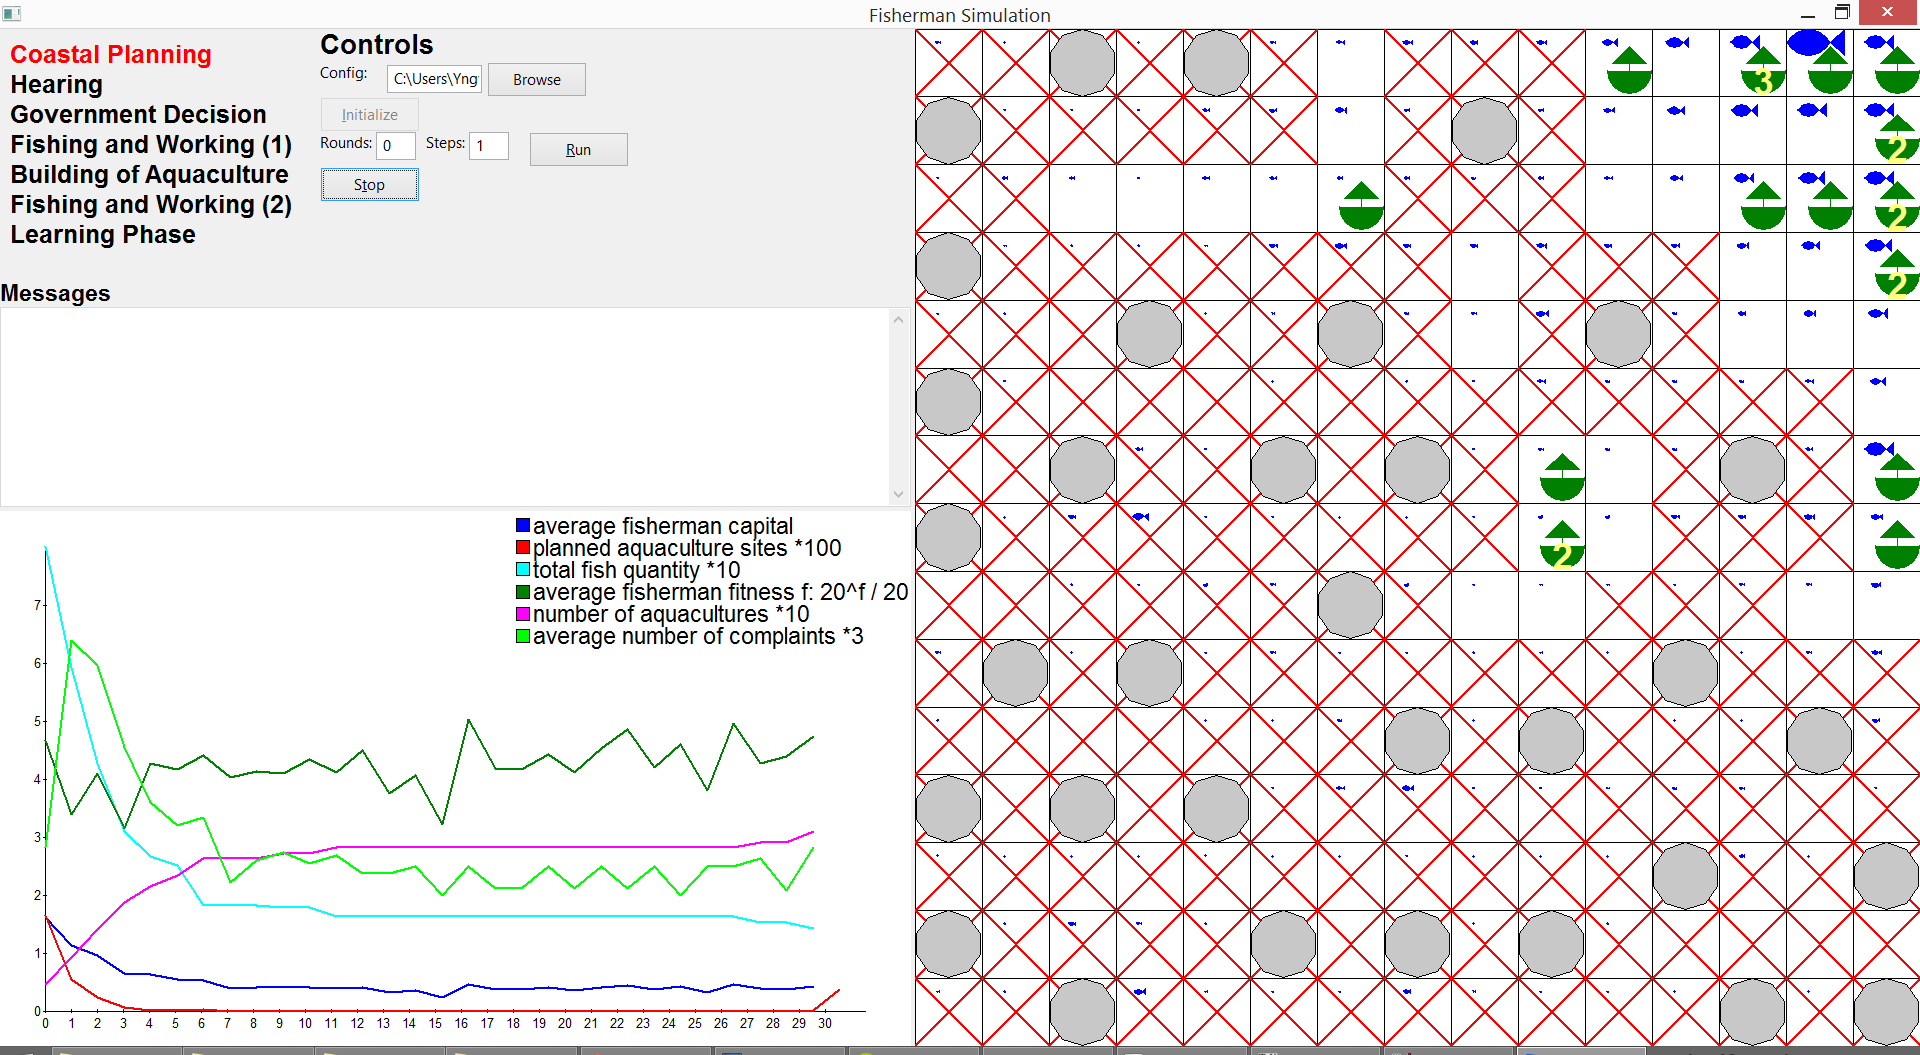 Fisherman Simulation
Coastal Planning
Hearing
Government Decision
Fishing and Working (1)
Building of Aquaculture
Fishing and Working (2)
Learning Phase
Controls
Config: C:\Users\Yng Browse
Initialize
Rounds: 0 Steps: 1 Run
Stop
Messages
average fisherman capital
planned aquaculture sites *100
total fish quantity *10
average fisherman fitness f: 20^f / 20
number of aquacultures *10
average number of complaints *3
7
6
5
4
3
2
1
0
0 1 2 3 4 5 6 7 8 9 10 11 12 13 14 15 16 17 18 19 20 21 22 23 24 25 26 27 28 29 30
3
2
2
2
2